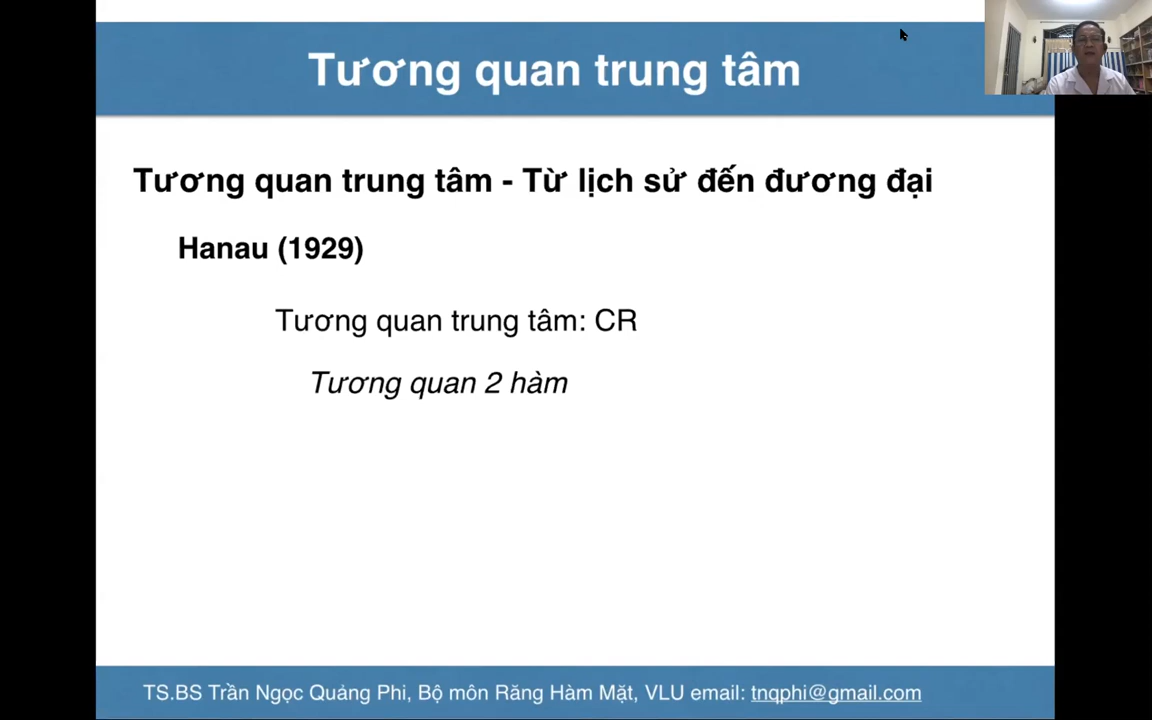 Tương quan trung tâm
Tương quan trung tâm - Từ lịch sử đến đương đại
Hanau (1929)
Tương quan trung tâm: CR
Tương quan 2 hàm
TS.BS Trần Ngọc Quảng Phi, Bộ môn Răng Hàm Mặt, VLU email: tnqphi@gmail.com